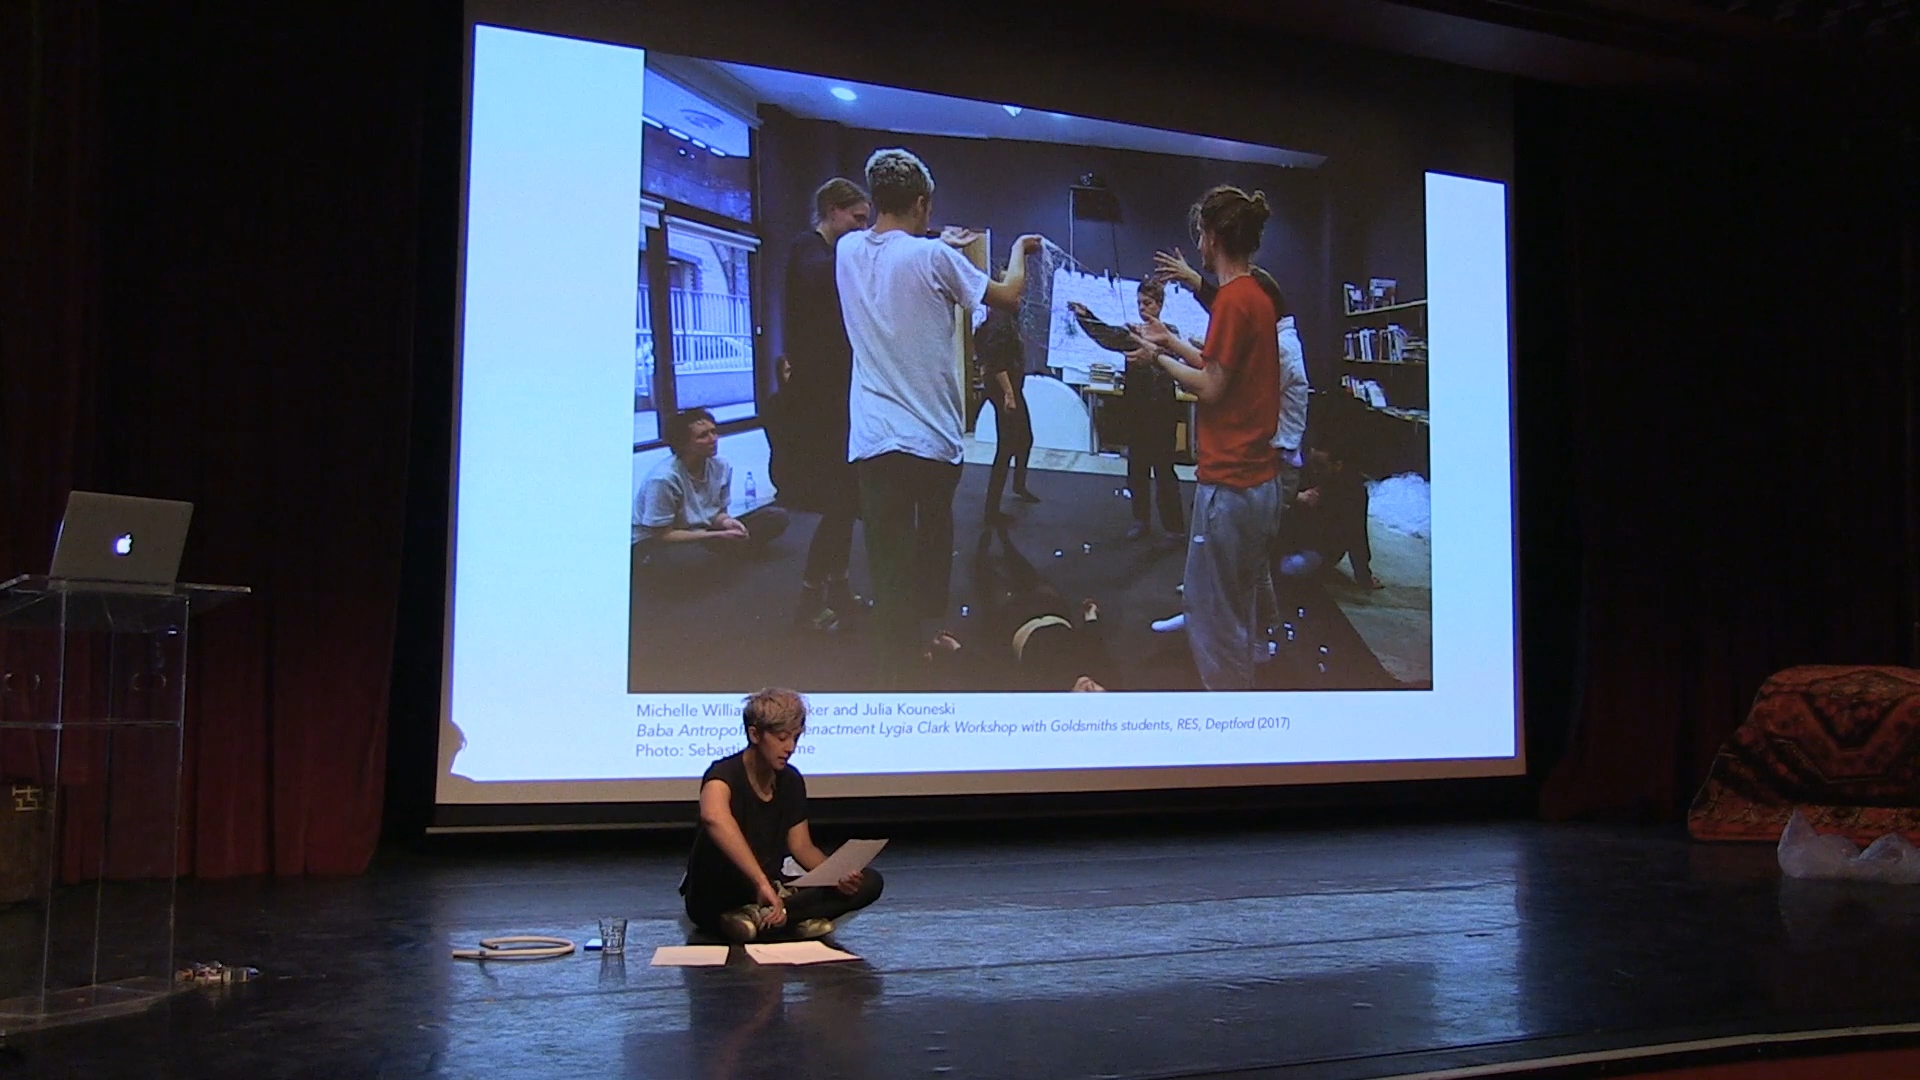 Michelle Willia ker and Julia Kouneski
Baba Antropof enactment Lygia Clark Workshop with Goldsmiths students, RES, Deptford (2017)
Photo: Sebasti me